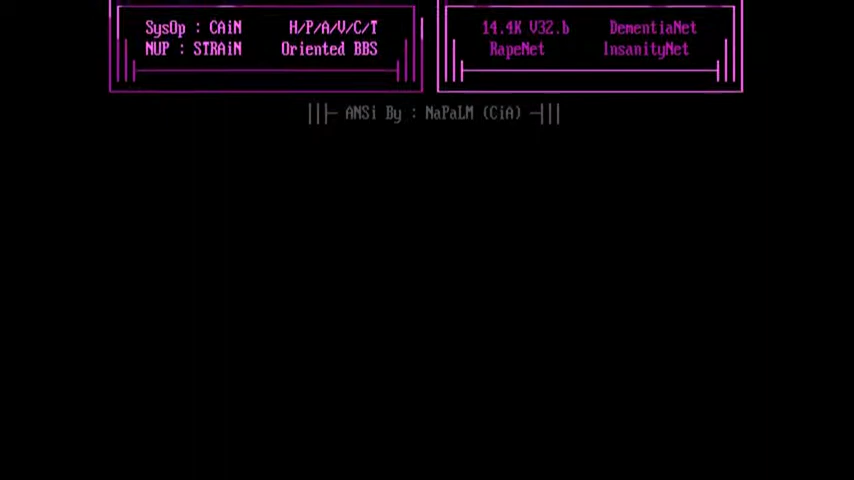 SysOp : CAiN H/P/A/V/C/T
NUP : STRAiN Oriented BBS
14.4K V32.b DementiaNet
RapeNet InsanityNet
ANSi By : NaPaLM (CiA)